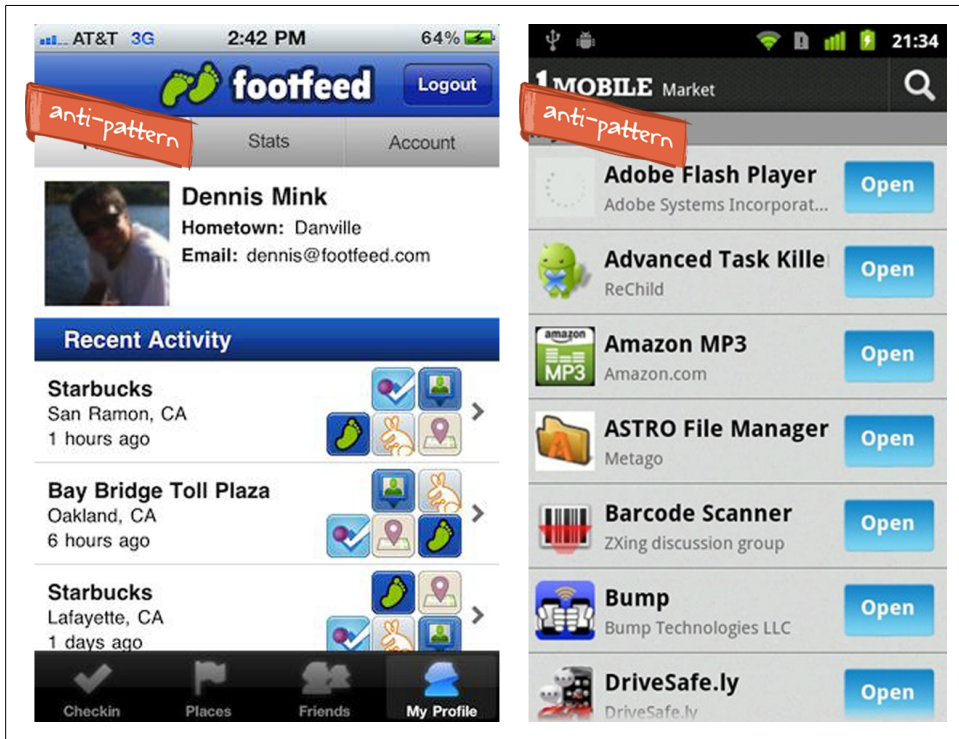 AT&T 3G 2:42 PM 64%
footfeed Logout
anti-pattern
Stats Account
Dennis Mink
Hometown: Danville
Email: dennis@footfeed.com
Recent Activity
Starbucks
San Ramon, CA
1 hours ago
Bay Bridge Toll Plaza
Oakland, CA
6 hours ago
Starbucks
Lafayette, CA
1 days ago
Checkin Places Friends My Profile
21:34
1MOBILE Market
anti-pattern
Adobe Flash Player
Adobe Systems Incorporat...
Open
Advanced Task Kille
ReChild
Open
amazon
MP3
Amazon MP3
Amazon.com
Open
ASTRO File Manager
Metago
Open
Barcode Scanner
ZXing discussion group
Open
Bump
Bump Technologies LLC
Open
DriveSafe.ly
DriveSafe.ly
Open